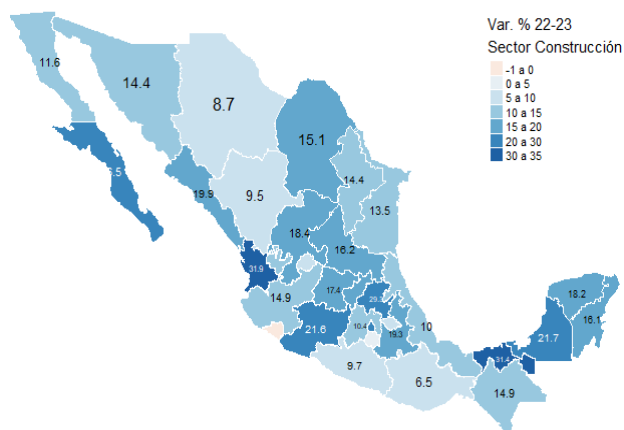 Var. % 22-23
Sector Construcción
-1 a 0
0 a 5
5 a 10
10 a 15
15 a 20
20 a 30
30 a 35
11.6
14.4
8.7
15.1
14.4
19.9
9.5
13.5
18.4
16.2
31.9
14.9
17.4
18.2
16.1
21.6
10.4
19.3
10
21.7
31.4
9.7
6.5
14.9